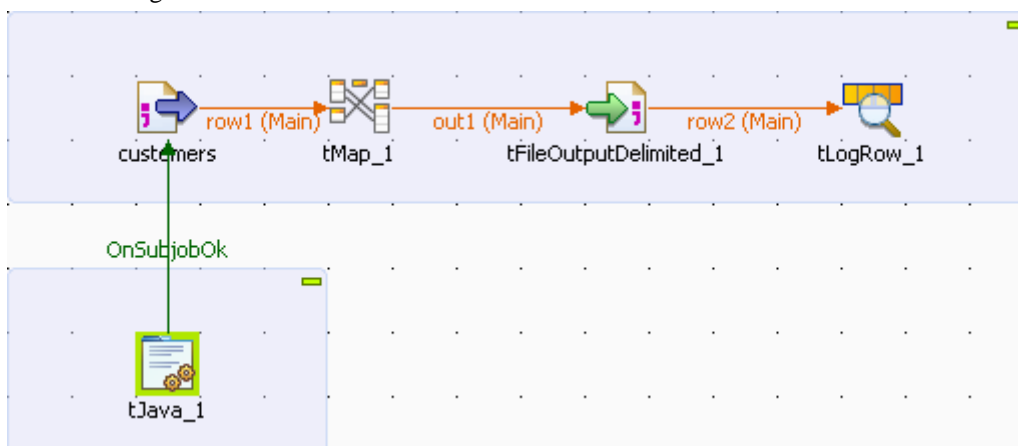 row1 (Main)
out1 (Main)
row2 (Main)
customers
tMap_1
tFileOutputDelimited_1
tLogRow_1
OnSubjobOk
tJava_1